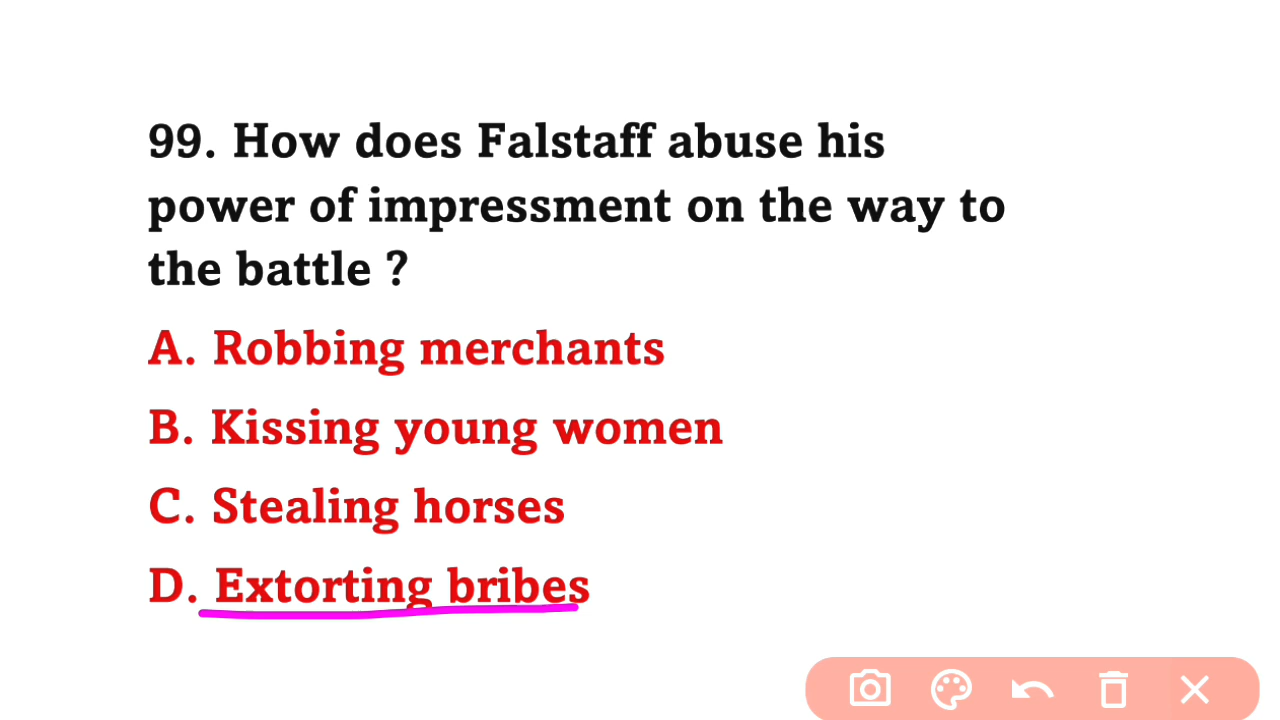 99. How does Falstaff abuse his
power of impressment on the way to
the battle ?
A. Robbing merchants
B. Kissing young women
C. Stealing horses
D. Extorting bribes